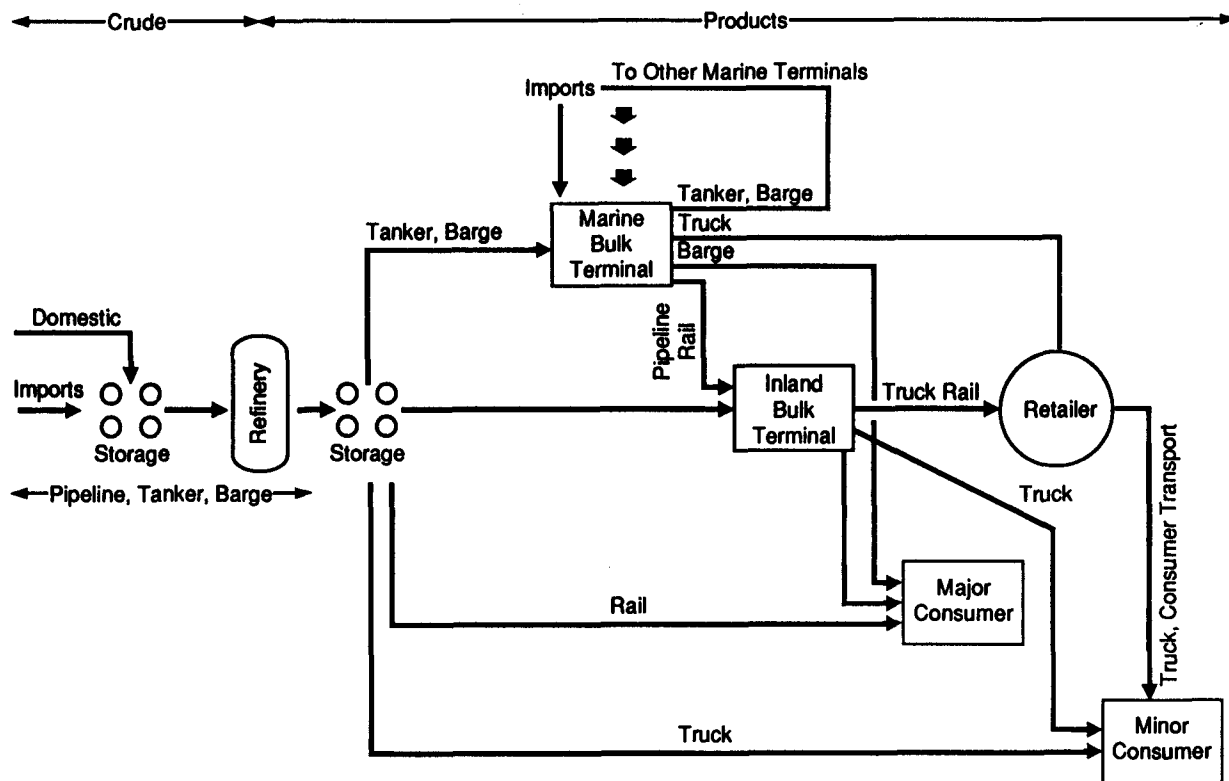 Crude
Products
To Other Marine Terminals
Imports
Tanker, Barge
Truck
Barge
Marine
Bulk
Terminal
Tanker, Barge
Domestic
Imports
Storage
Refinery
Storage
Pipeline, Tanker, Barge
Pipeline
Rail
Inland
Bulk
Terminal
Truck Rail
Retailer
Truck
Truck, Consumer Transport
Major
Consumer
Rail
Truck
Minor
Consumer